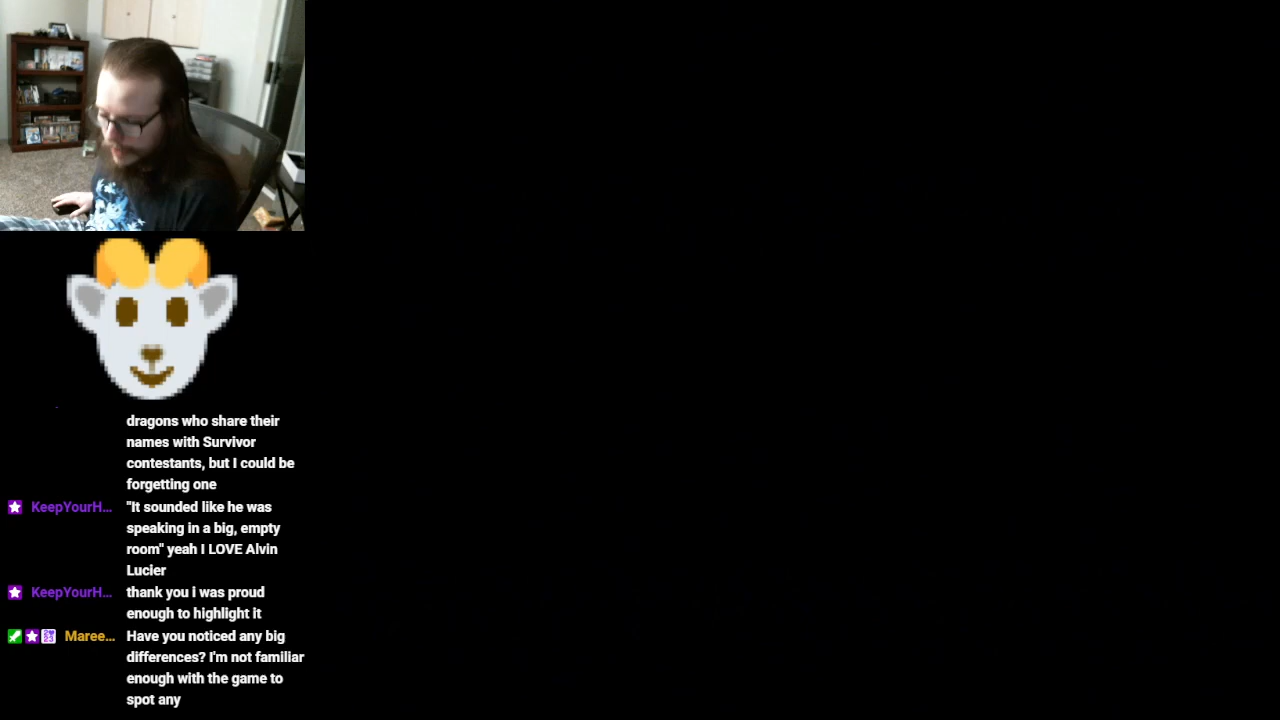 dragons who share their
names with Survivor
contestants, but I could be
forgetting one
KeepYourH... "It sounded like he was
speaking in a big, empty
room" yeah I LOVE Alvin
Lucier
KeepYourH... thank you i was proud
enough to highlight it
Maree... Have you noticed any big
differences? I'm not familiar
enough with the game to
spot any